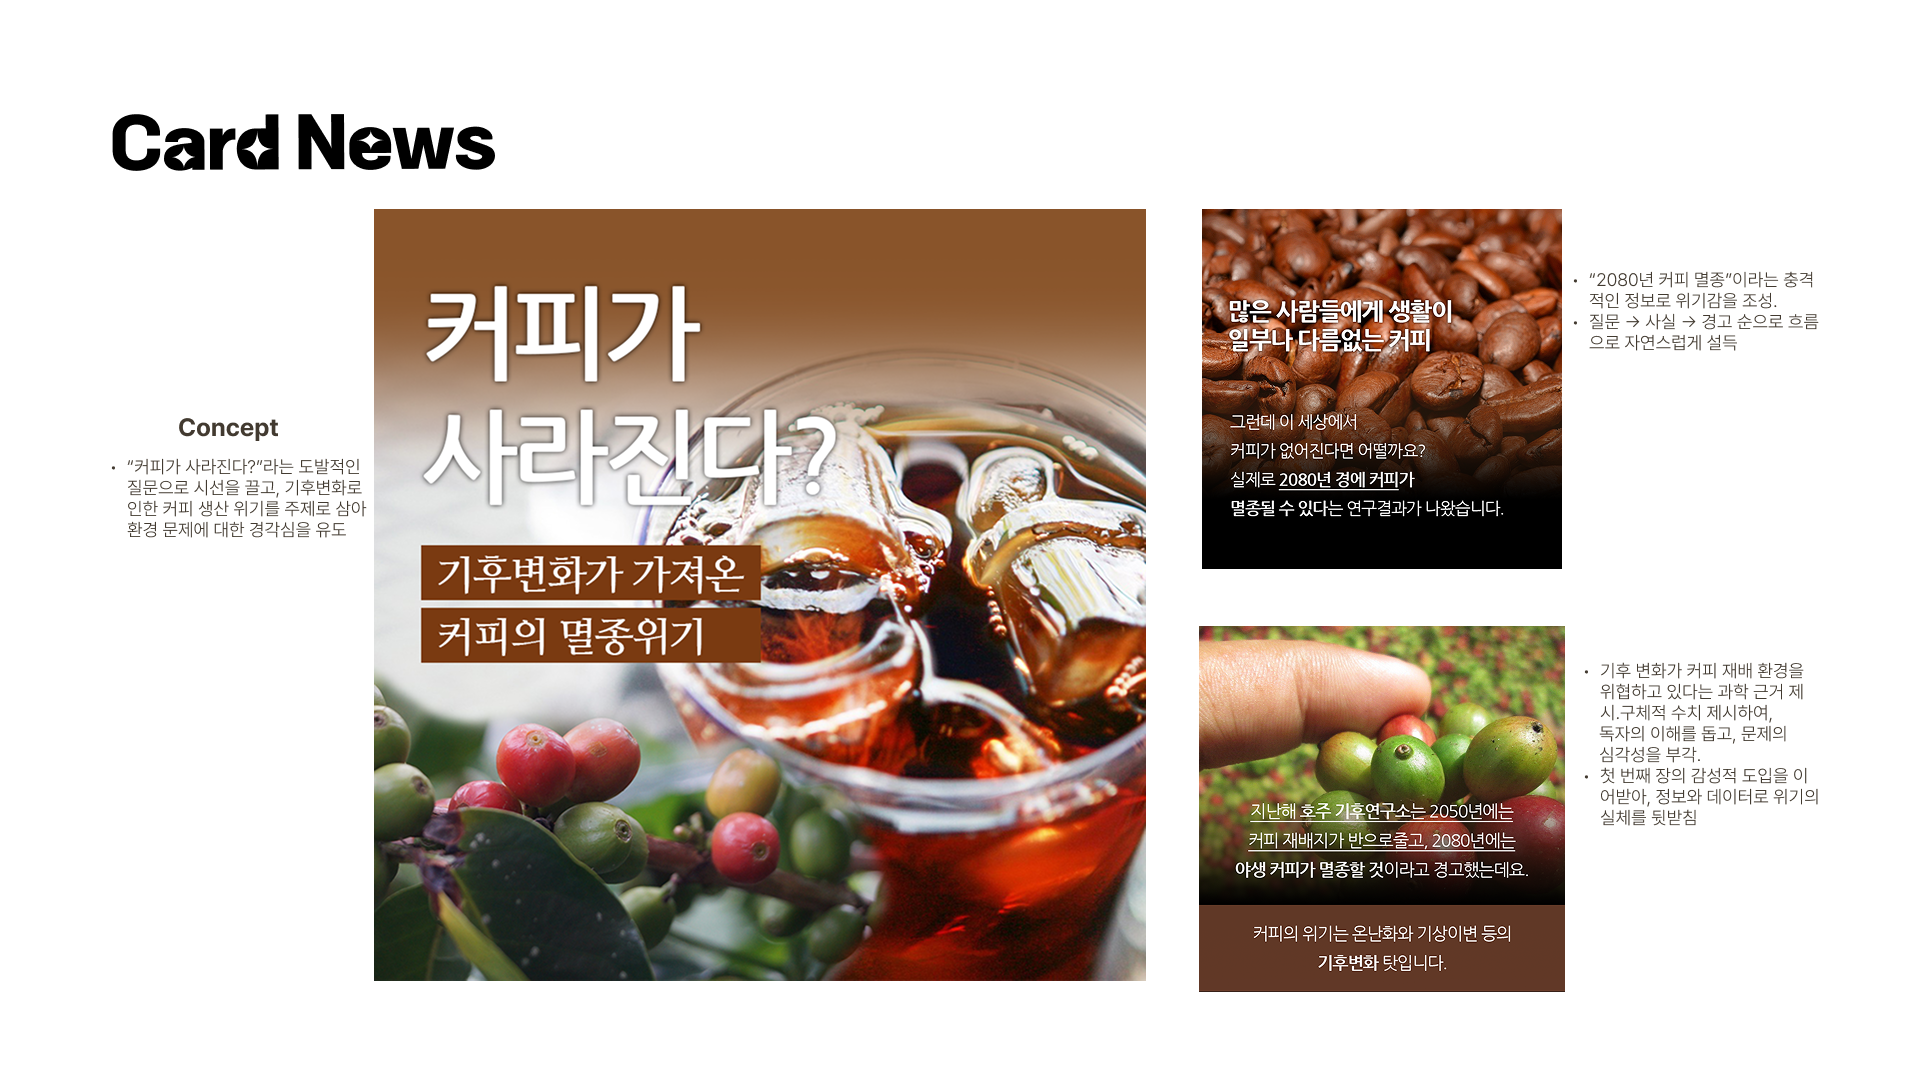 Card News
Concept
• “커피가 사라진다?”라는 도발적인
질문으로 시선을 끌고, 기후변화로
인한 커피 생산 위기를 주제로 삼아
환경 문제에 대한 경각심을 유도
커피가
사라진다?
기후변화가 가져온
커피의 멸종위기
많은 사람들에게 생활이
일부나 다름없는 커피
그런데 이 세상에서
커피가 없어진다면 어떨까요?
실제로 2080년 경에 커피가
멸종될 수 있다는 연구결과가 나왔습니다.
• “2080년 커피 멸종”이라는 충격
적인 정보로 위기감을 조성.
• 질문 → 사실 → 경고 순으로 흐름
으로 자연스럽게 설득
지난해 호주 기후연구소는 2050년에는
커피 재배지가 반으로줄고, 2080년에는
야생 커피가 멸종할 것이라고 경고했는데요.
커피의 위기는 온난화와 기상이변 등의
기후변화 탓입니다.
• 기후 변화가 커피 재배 환경을
위협하고 있다는 과학 근거 제
시.구체적 수치 제시하여,
독자의 이해를 돕고, 문제의
심각성을 부각.
• 첫 번째 장의 감성적 도입을 이
어받아, 정보와 데이터로 위기의
실체를 뒷받침